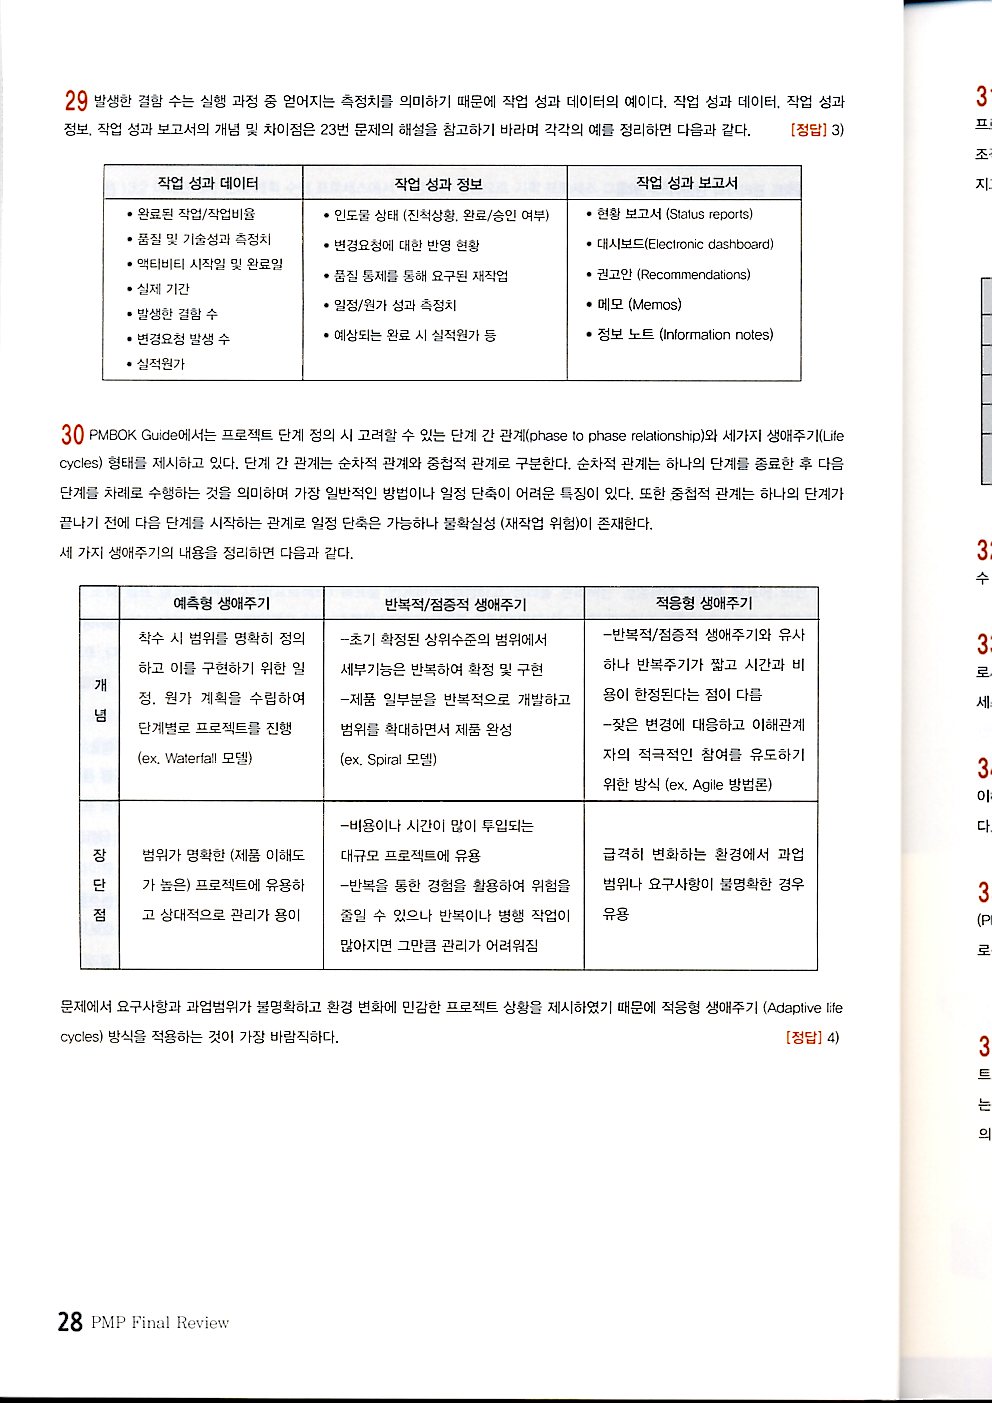 29 발생한 결함 수는 실행 과정 중 얻어지는 측정치를 의미하기 때문에 작업 성과 데이터의 예이다. 작업 성과 데이터, 작업 성과
정보, 작업 성과 보고서의 개념 및 차이점은 23번 문제의 해설을 참고하기 바라며 각각의 예를 정리하면 다음과 같다. [정답] 3)
작업 성과 데이터
• 완료된 작업/작업비율
• 품질 및 기술성과 측정치
• 액티비티 시작일 및 완료일
• 실제 기간
• 발생한 결함 수
• 변경요청 발생 수
• 실적원가
작업 성과 정보
• 인도물 상태 (진척상황, 완료/승인 여부)
• 변경요청에 대한 반영 현황
• 품질 통제를 통해 요구된 재작업
• 일정/원가 성과 측정치
• 예상되는 완료 시 실적원가 등
작업 성과 보고서
• 현황 보고서 (Status reports)
• 대시보드(Electronic dashboard)
• 권고안 (Recommendations)
• 메모 (Memos)
• 정보 노트 (Information notes)
30 PMBOK Guide에서는 프로젝트 단계 정의 시 고려할 수 있는 단계 간 관계(phase to phase relationship)와 세가지 생애주기(Life
cycles) 형태를 제시하고 있다. 단계 간 관계는 순차적 관계와 중첩적 관계로 구분한다. 순차적 관계는 하나의 단계를 종료한 후 다음
단계를 차례로 수행하는 것을 의미하며 가장 일반적인 방법이나 일정 단축이 어려운 특징이 있다. 또한 중첩적 관계는 하나의 단계가
끝나기 전에 다음 단계를 시작하는 관계로 일정 단축은 가능하나 불확실성 (재작업 위험)이 존재한다.
세 가지 생애주기의 내용을 정리하면 다음과 같다.
예측형 생애주기 반복적/점증적 생애주기 적응형 생애주기
개
념
착수 시 범위를 명확히 정의
하고 이를 구현하기 위한 일
정, 원가 계획을 수립하여
단계별로 프로젝트를 진행
(ex. Waterfall 모델)
-초기 확정된 상위수준의 범위에서
세부기능은 반복하여 확정 및 구현
-제품 일부분을 반복적으로 개발하고
범위를 확대하면서 제품 완성
(ex. Spiral 모델)
-반복적/점증적 생애주기와 유사
하나 반복주기가 짧고 시간과 비
용이 한정된다는 점이 다름
-잦은 변경에 대응하고 이해관계
자의 적극적인 참여를 유도하기
위한 방식 (ex. Agile 방법론)
장
단
점
범위가 명확한 (제품 이해도
가 높은) 프로젝트에 유용하
고 상대적으로 관리가 용이
-비용이나 시간이 많이 투입되는
대규모 프로젝트에 유용
-반복을 통한 경험을 활용하여 위험을
줄일 수 있으나 반복이나 병행 작업이
많아지면 그만큼 관리가 어려워짐
급격히 변화하는 환경에서 과업
범위나 요구사항이 불명확한 경우
유용
문제에서 요구사항과 과업범위가 불명확하고 환경 변화에 민감한 프로젝트 상황을 제시하였기 때문에 적응형 생애주기 (Adaptive life
cycles) 방식을 적용하는 것이 가장 바람직하다. [정답] 4)
28 PMP Final Review